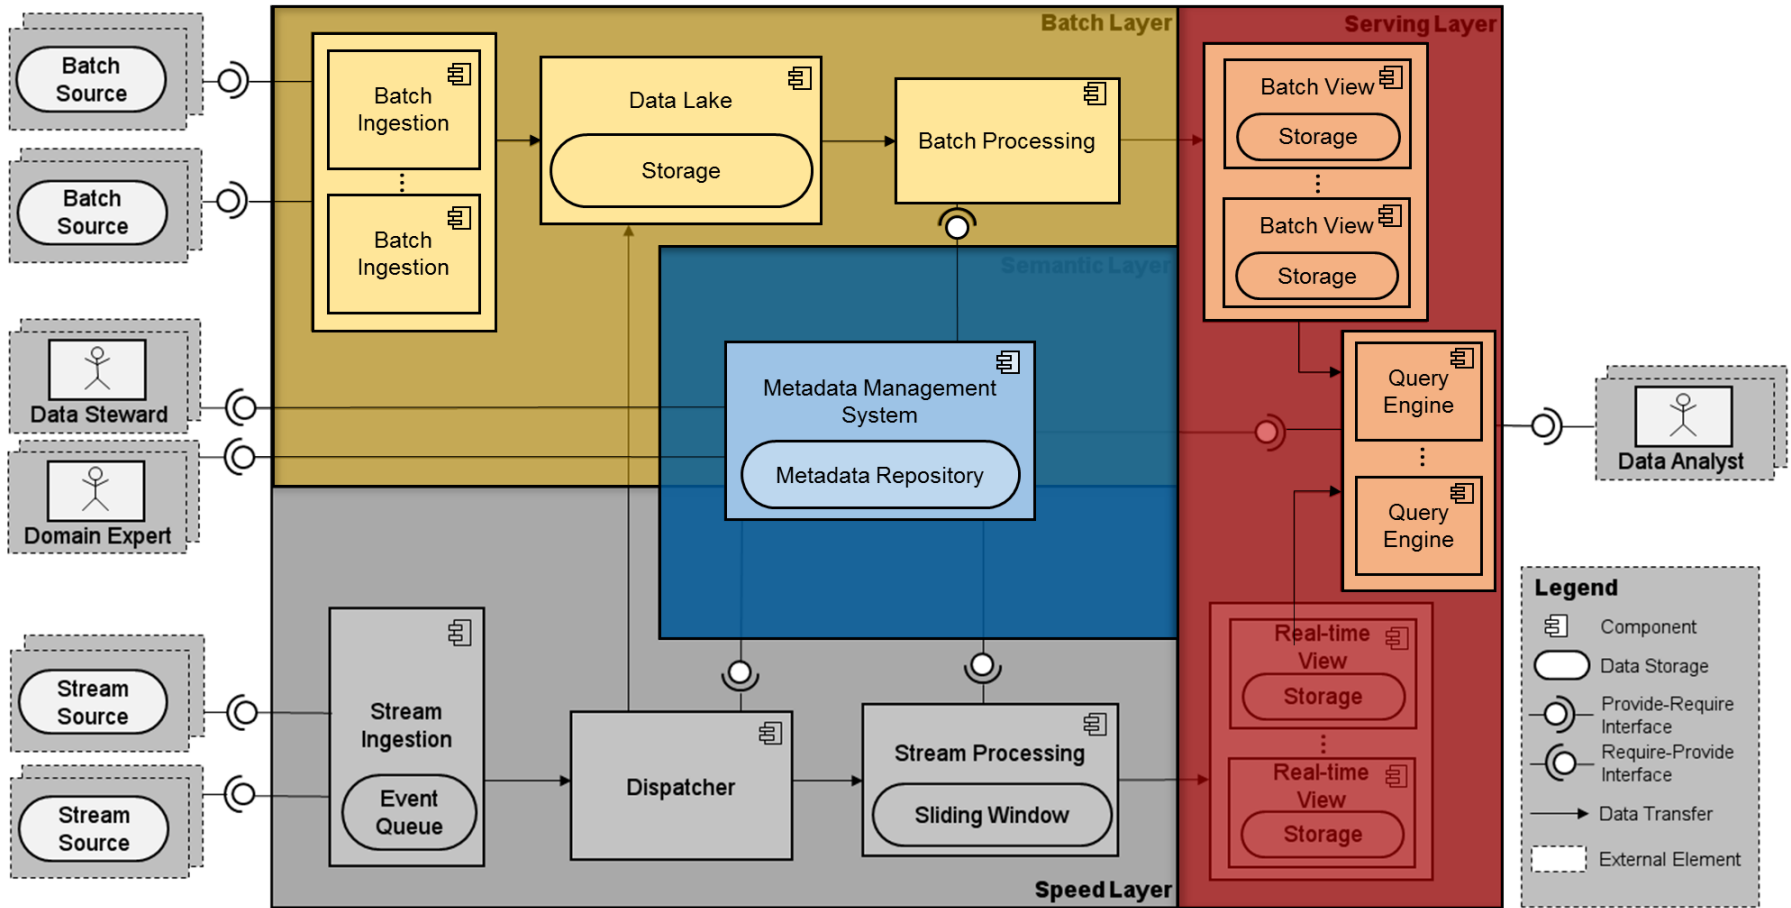 Batch Layer
Serving Layer
Batch
Source
Batch
Ingestion
Data Lake
Storage
Batch Processing
Batch View
Storage
Batch
Source
Batch
Ingestion
Batch View
Storage
Semantic Layer
Data Steward
Domain Expert
Metadata Management
System
Metadata Repository
Query
Engine
Query
Engine
Data Analyst
Stream
Source
Stream
Source
Stream
Ingestion
Event
Queue
Dispatcher
Stream Processing
Sliding Window
Real-time
View
Storage
Real-time
View
Storage
Speed Layer
Legend
Component
Data Storage
Provide-Require
Interface
Require-Provide
Interface
Data Transfer
External Element